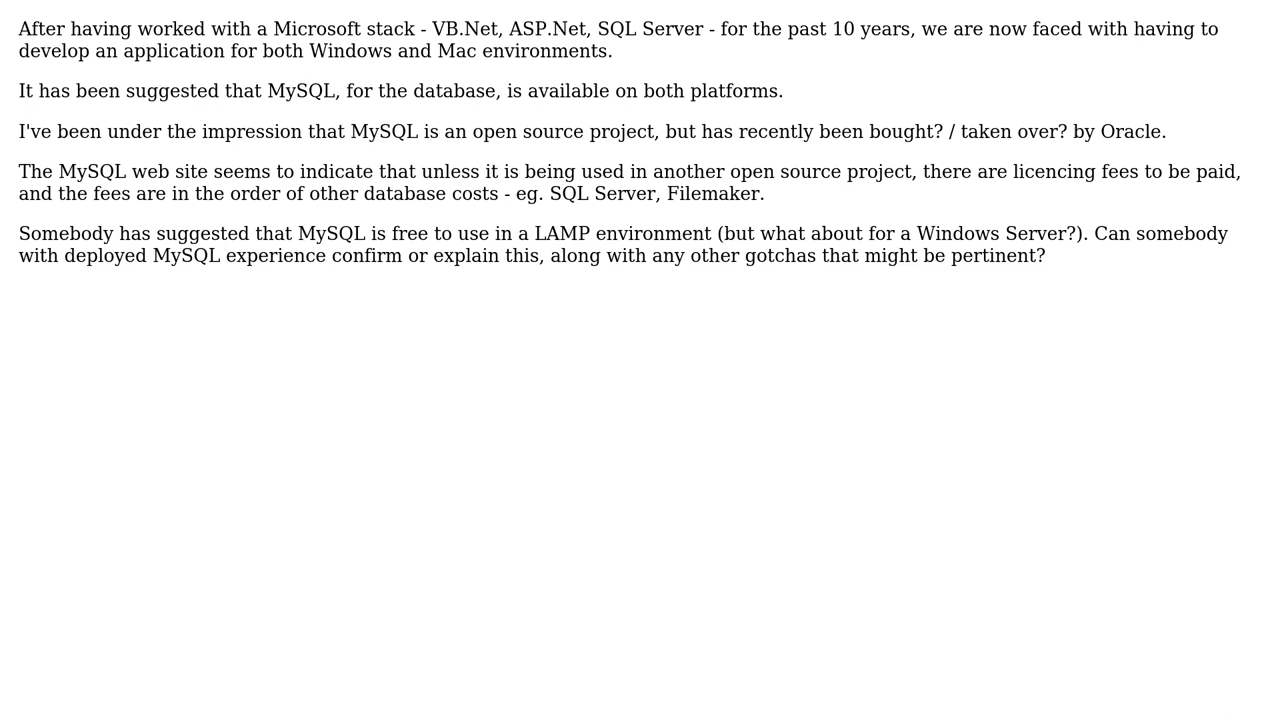 After having worked with a Microsoft stack - VB.Net, ASP.Net, SQL Server - for the past 10 years, we are now faced with having to
develop an application for both Windows and Mac environments.
It has been suggested that MySQL, for the database, is available on both platforms.
I've been under the impression that MySQL is an open source project, but has recently been bought? / taken over? by Oracle.
The MySQL web site seems to indicate that unless it is being used in another open source project, there are licencing fees to be paid,
and the fees are in the order of other database costs - eg. SQL Server, Filemaker.
Somebody has suggested that MySQL is free to use in a LAMP environment (but what about for a Windows Server?). Can somebody
with deployed MySQL experience confirm or explain this, along with any other gotchas that might be pertinent?